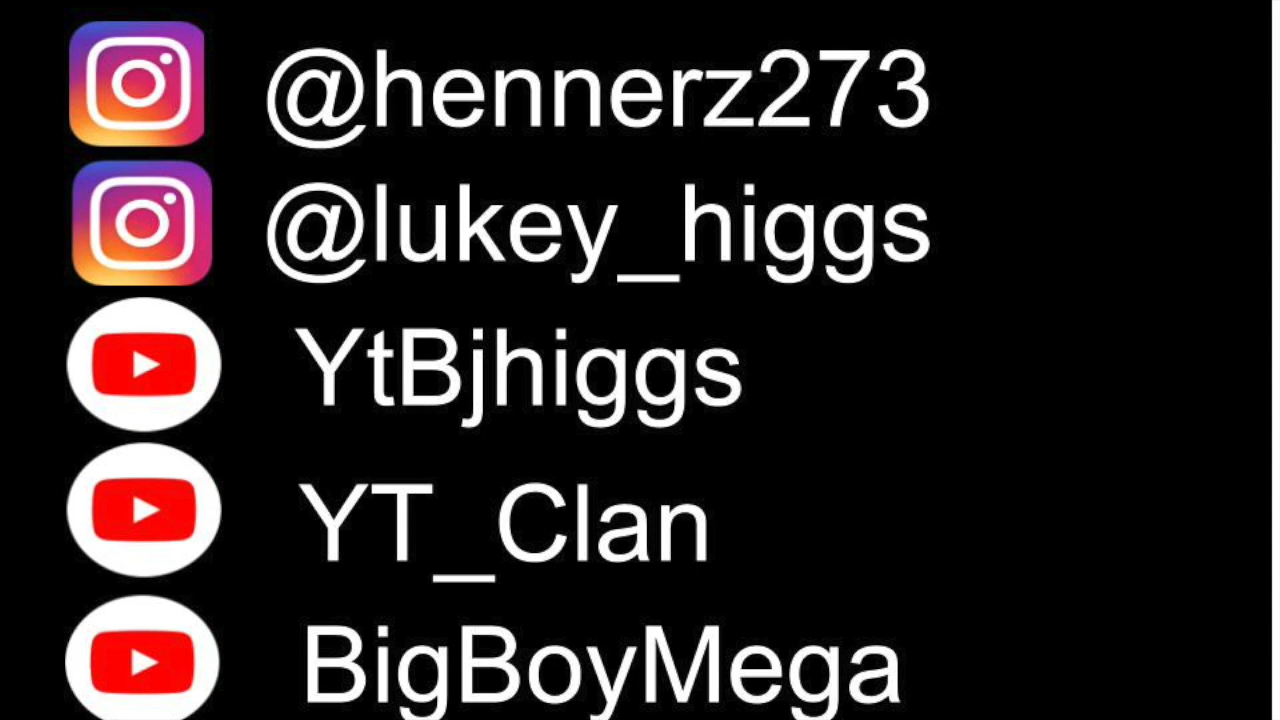 @hennerz273
@lukey_higgs
YtBjhiggs
YT_Clan
BigBoyMega